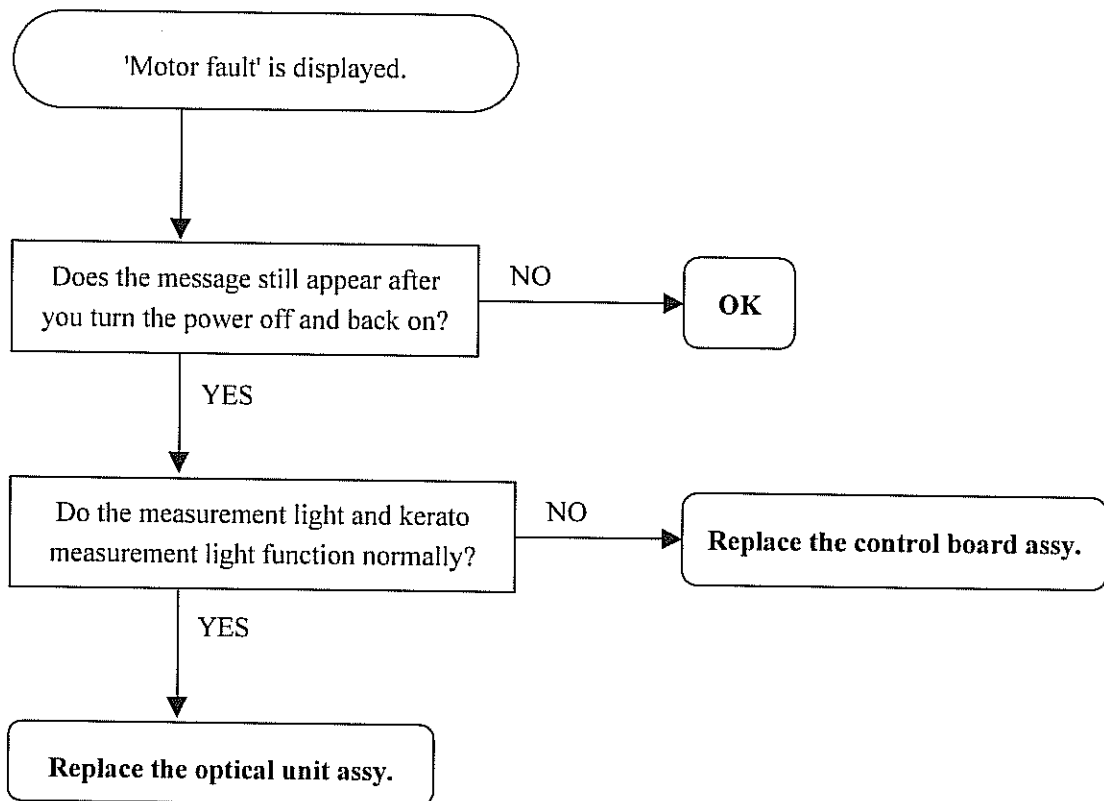 'Motor fault' is displayed.
Does the message still appear after
you turn the power off and back on?
NO
OK
YES
Do the measurement light and kerato
measurement light function normally?
NO
Replace the control board assy.
YES
Replace the optical unit assy.